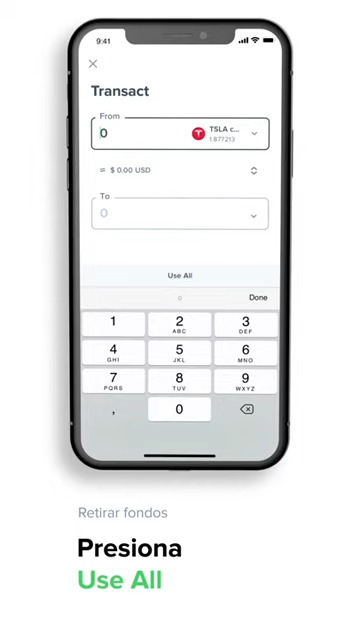 9:41
Transact
From
0
TSLA c...
1.877213
≈ $ 0.00 USD
To
0
Use All
Done
1
2 ABC
3 DEF
4 GHI
5 JKL
6 MNO
7 PQRS
8 TUV
9 WXYZ
,
0
Retirar fondos
Presiona
Use All